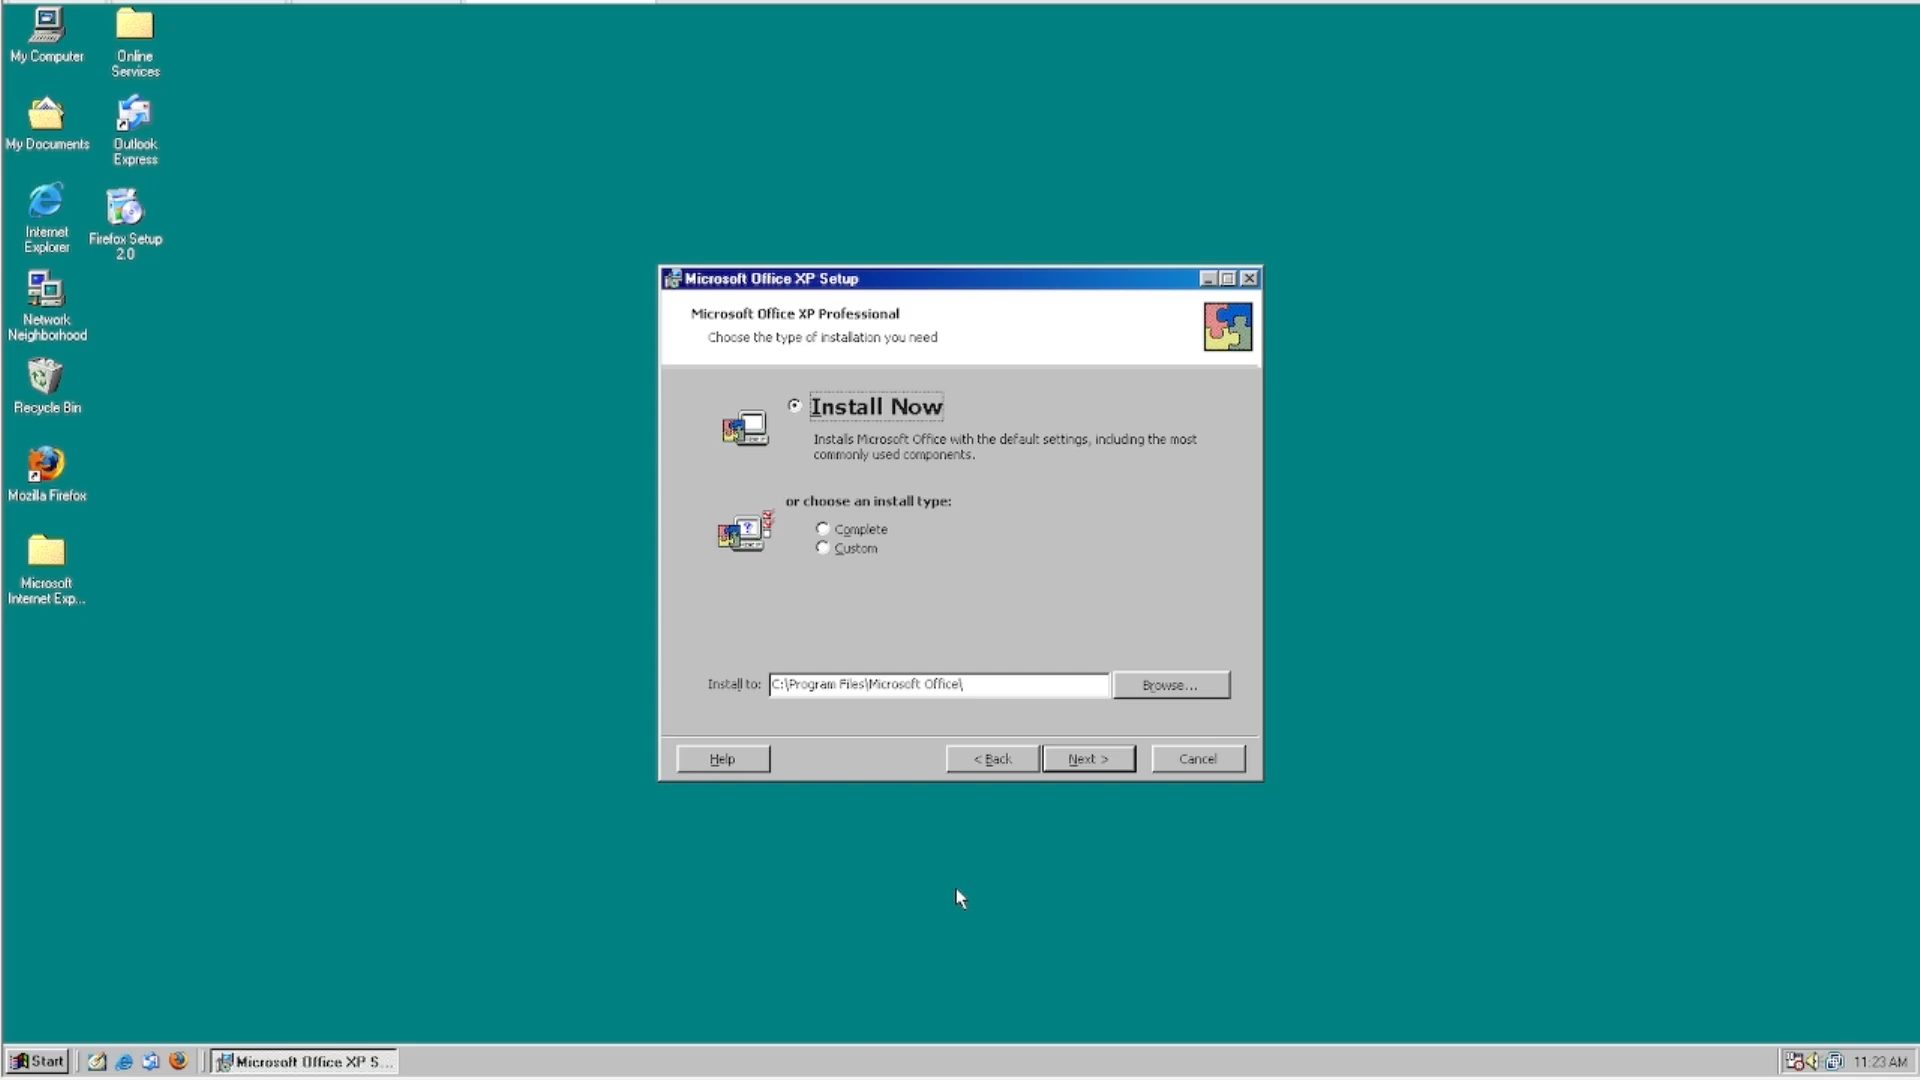 My Computer
Online
Services
My Documents
Outlook
Express
Internet
Explorer
Firefox Setup
2.0
Network
Neighborhood
Recycle Bin
Mozilla Firefox
Microsoft
Internet Exp...
Microsoft Office XP Setup
Microsoft Office XP Professional
Choose the type of installation you need
Install Now
Installs Microsoft Office with the default settings, including the most
commonly used components.
or choose an install type:
Complete
Custom
Install to: C:\Program Files\Microsoft Office\ Browse...
Help < Back Next > Cancel
Start Microsoft Office XP S... 11:23 AM